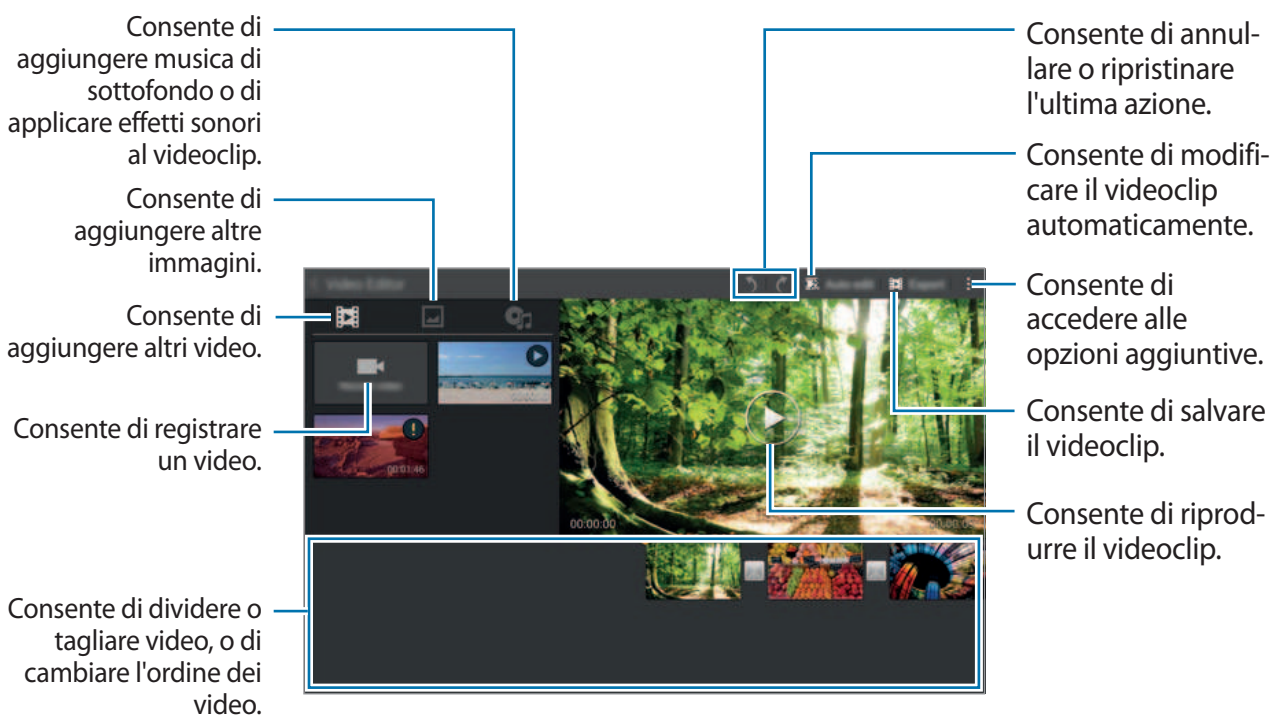 Consente di
aggiungere musica di
sottofondo o di
applicare effetti sonori
al videoclip.
Consente di
aggiungere altre
immagini.
Consente di
aggiungere altri video.
Consente di registrare
un video.
Consente di dividere o
tagliare video, o di
cambiare l'ordine dei
video.
Video Editor
Auto edit
Export
00:01:46
00:00:00
Consente di annul-
lare o ripristinare
l'ultima azione.
Consente di modifi-
care il videoclip
automaticamente.
Consente di
accedere alle
opzioni aggiuntive.
Consente di salvare
il videoclip.
Consente di riprod-
urre il videoclip.